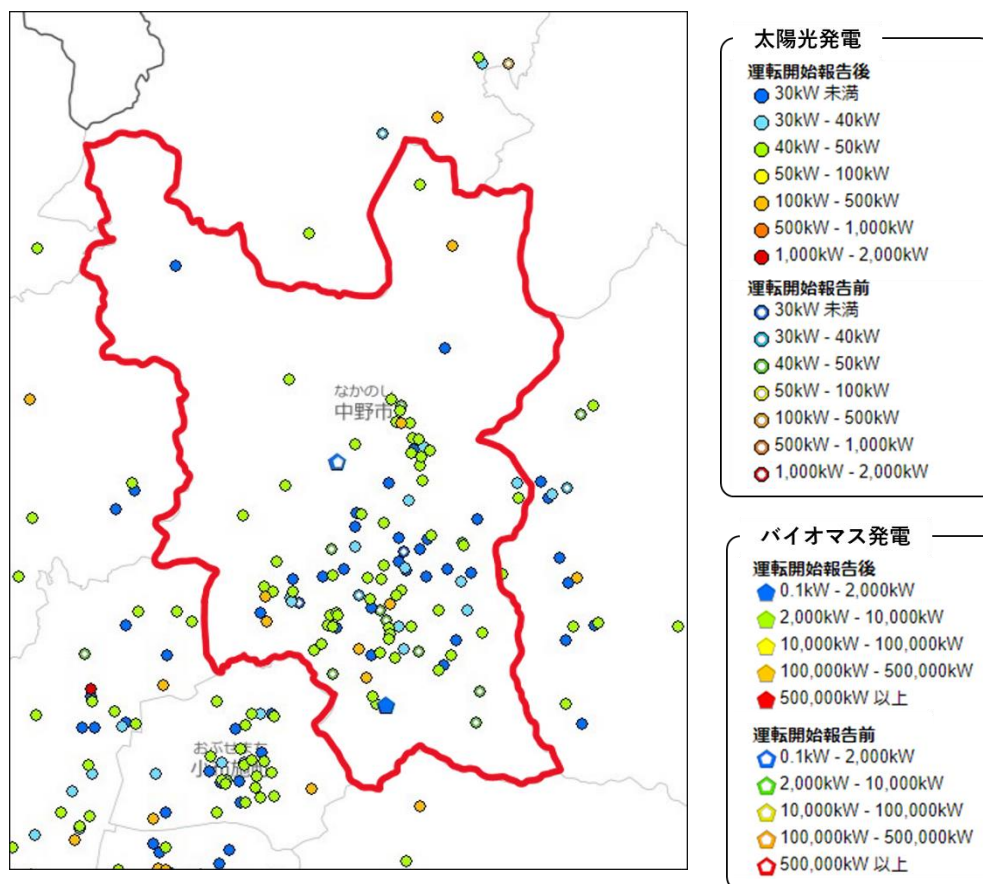 なかのし
中野市
おぶせまち
小布施町
太陽光発電
運転開始報告後
30kW 未満
30kW - 40kW
40kW - 50kW
50kW - 100kW
100kW - 500kW
500kW - 1,000kW
1,000kW - 2,000kW
運転開始報告前
30kW 未満
30kW - 40kW
40kW - 50kW
50kW - 100kW
100kW - 500kW
500kW - 1,000kW
1,000kW - 2,000kW
バイオマス発電
運転開始報告後
0.1kW - 2,000kW
2,000kW - 10,000kW
10,000kW - 100,000kW
100,000kW - 500,000kW
500,000kW 以上
運転開始報告前
0.1kW - 2,000kW
2,000kW - 10,000kW
10,000kW - 100,000kW
100,000kW - 500,000kW
500,000kW 以上